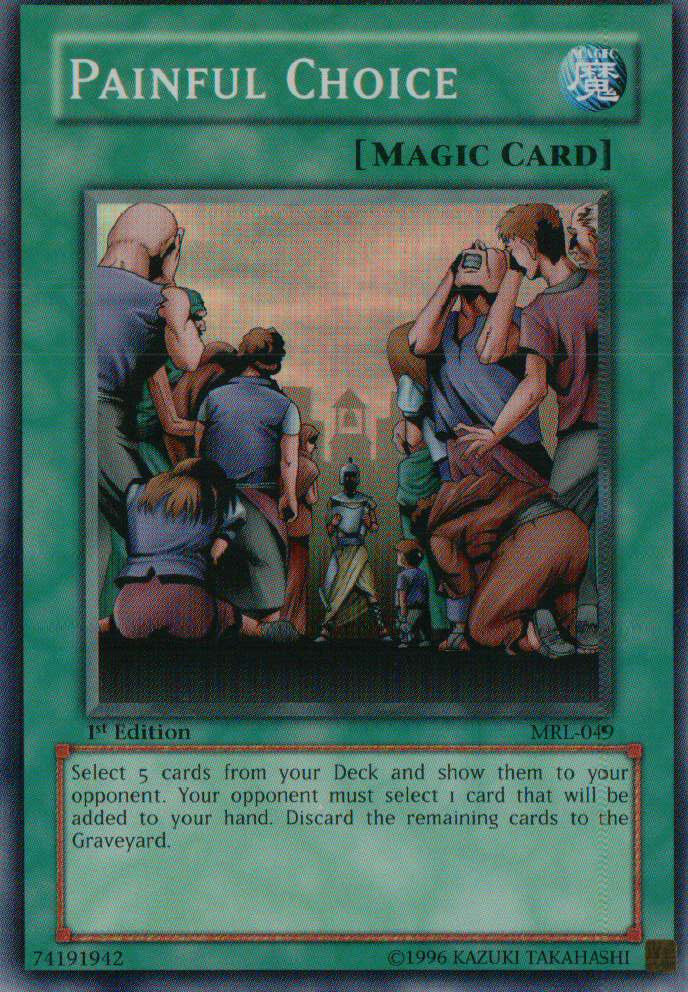 PAINFUL CHOICE
MAGIC
魔
[MAGIC CARD]
1st Edition
MRL-049
Select 5 cards from your Deck and show them to your
opponent. Your opponent must select 1 card that will be
added to your hand. Discard the remaining cards to the
Graveyard.
74191942
©1996 KAZUKI TAKAHASHI